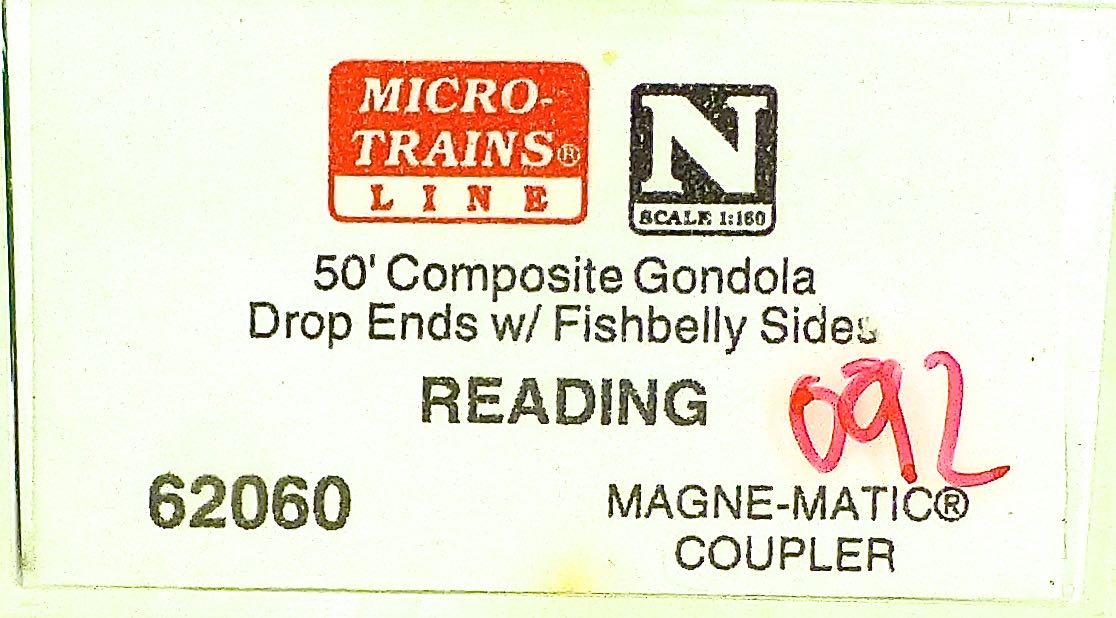 MICRO-
TRAINS®
LINE
N
SCALE 1:160
50' Composite Gondola
Drop Ends w/ Fishbelly Sides
READING
092
62060
MAGNE-MATIC®
COUPLER